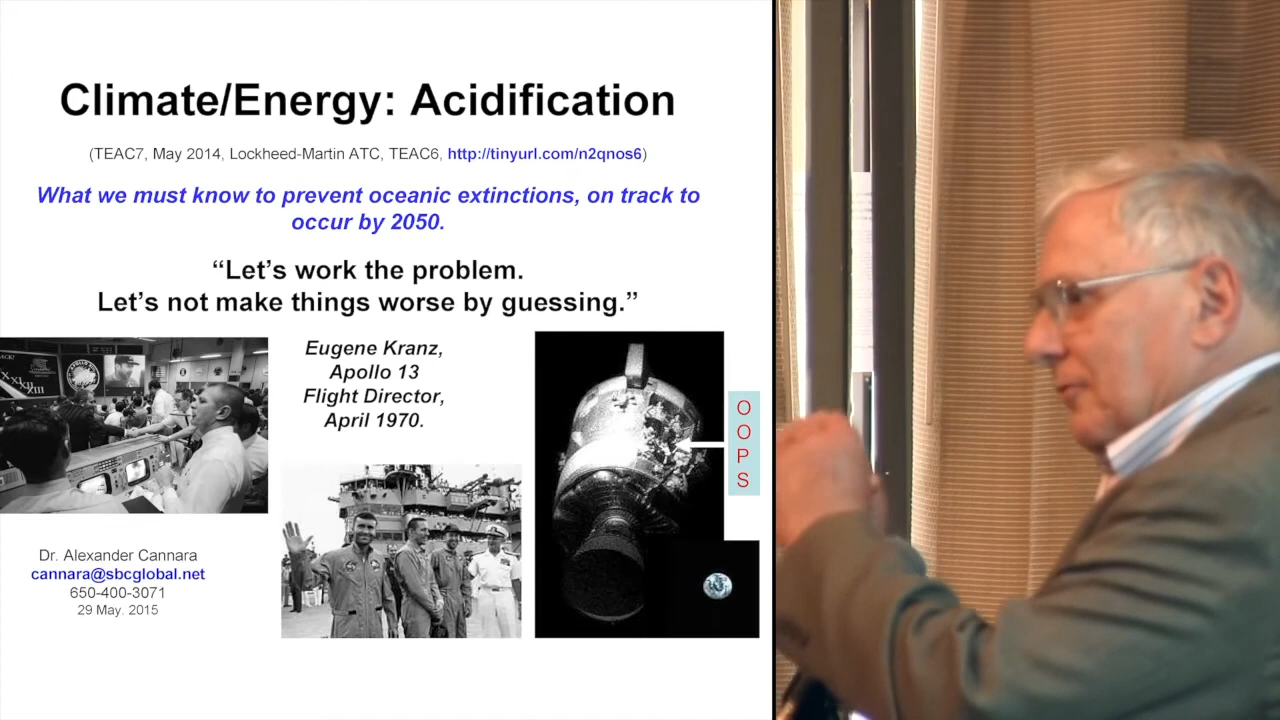 Climate/Energy: Acidification
(TEAC7, May 2014, Lockheed-Martin ATC, TEAC6, http://tinyurl.com/n2qnos6)
What we must know to prevent oceanic extinctions, on track to
occur by 2050.
“Let’s work the problem.
Let’s not make things worse by guessing.”
Eugene Kranz,
Apollo 13
Flight Director,
April 1970.
O
O
P
S
Dr. Alexander Cannara
cannara@sbcglobal.net
650-400-3071
29 May. 2015